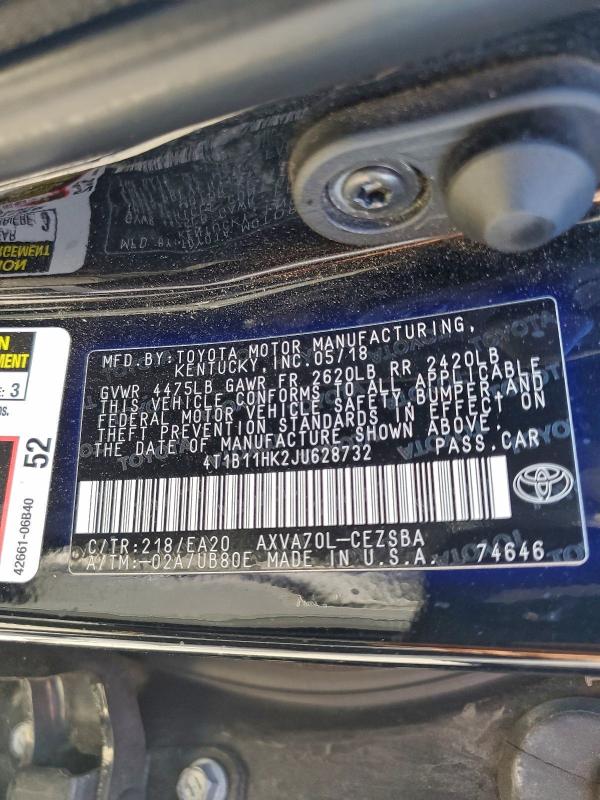 MFD.BY:TOYOTA MOTOR MANUFACTURING,
KENTUCKY, INC.05/18
GVWR 4475LB GAWR FR 2620LB RR 2420LB
THIS VEHICLE CONFORMS TO ALL APPLICABLE
FEDERAL MOTOR VEHICLE SAFETY, BUMPER, AND
THEFT PREVENTION STANDARDS IN EFFECT ON
THE DATE OF MANUFACTURE SHOWN ABOVE.
4T1B11HK2JU628732 PASS.CAR
C/TR:218/EA20 AXVA70L-CEZSBA
A/TM:-02A/UB80E MADE IN U.S.A. 74646
TOYOTA
52
42661-06B40